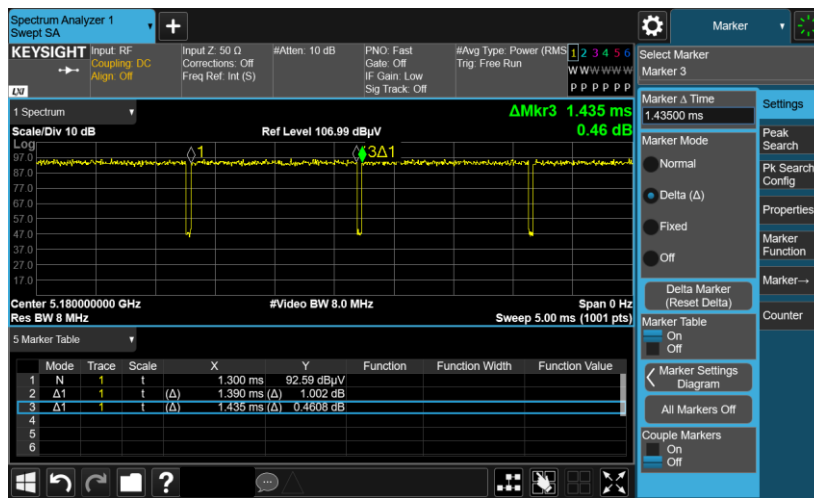 Spectrum Analyzer 1
Swept SA
+
Marker
KEYSIGHT
Input: RF
Coupling: DC
Align: Off
Input Z: 50 Ω
Corrections: Off
Freq Ref: Int (S)
#Atten: 10 dB
PNO: Fast
Gate: Off
IF Gain: Low
Sig Track: Off
#Avg Type: Power (RMS
Trig: Free Run
1 2 3 4 5 6
W W W W W W
P P P P P P
LXI
Select Marker
Marker 3
1 Spectrum
Scale/Div 10 dB
Ref Level 106.99 dBµV
ΔMkr3 1.435 ms
0.46 dB
Log
97.0
87.0
77.0
67.0
57.0
47.0
37.0
27.0
17.0
1
3Δ1
Center 5.180000000 GHz
#Video BW 8.0 MHz
Span 0 Hz
Res BW 8 MHz
Sweep 5.00 ms (1001 pts)
5 Marker Table
Mode Trace Scale X Y Function Function Width Function Value
1 N 1 t 1.300 ms 92.59 dBµV
2 Δ1 1 t (Δ) 1.390 ms (Δ) 1.002 dB
3 Δ1 1 t (Δ) 1.435 ms (Δ) 0.4608 dB
4
5
6
Marker Δ Time
1.43500 ms
Marker Mode
Normal
Delta (Δ)
Fixed
Off
Delta Marker
(Reset Delta)
Marker Table
On
Off
Marker Settings
Diagram
All Markers Off
Couple Markers
On
Off
Settings
Peak
Search
Pk Search
Config
Properties
Marker
Function
Marker→
Counter
?